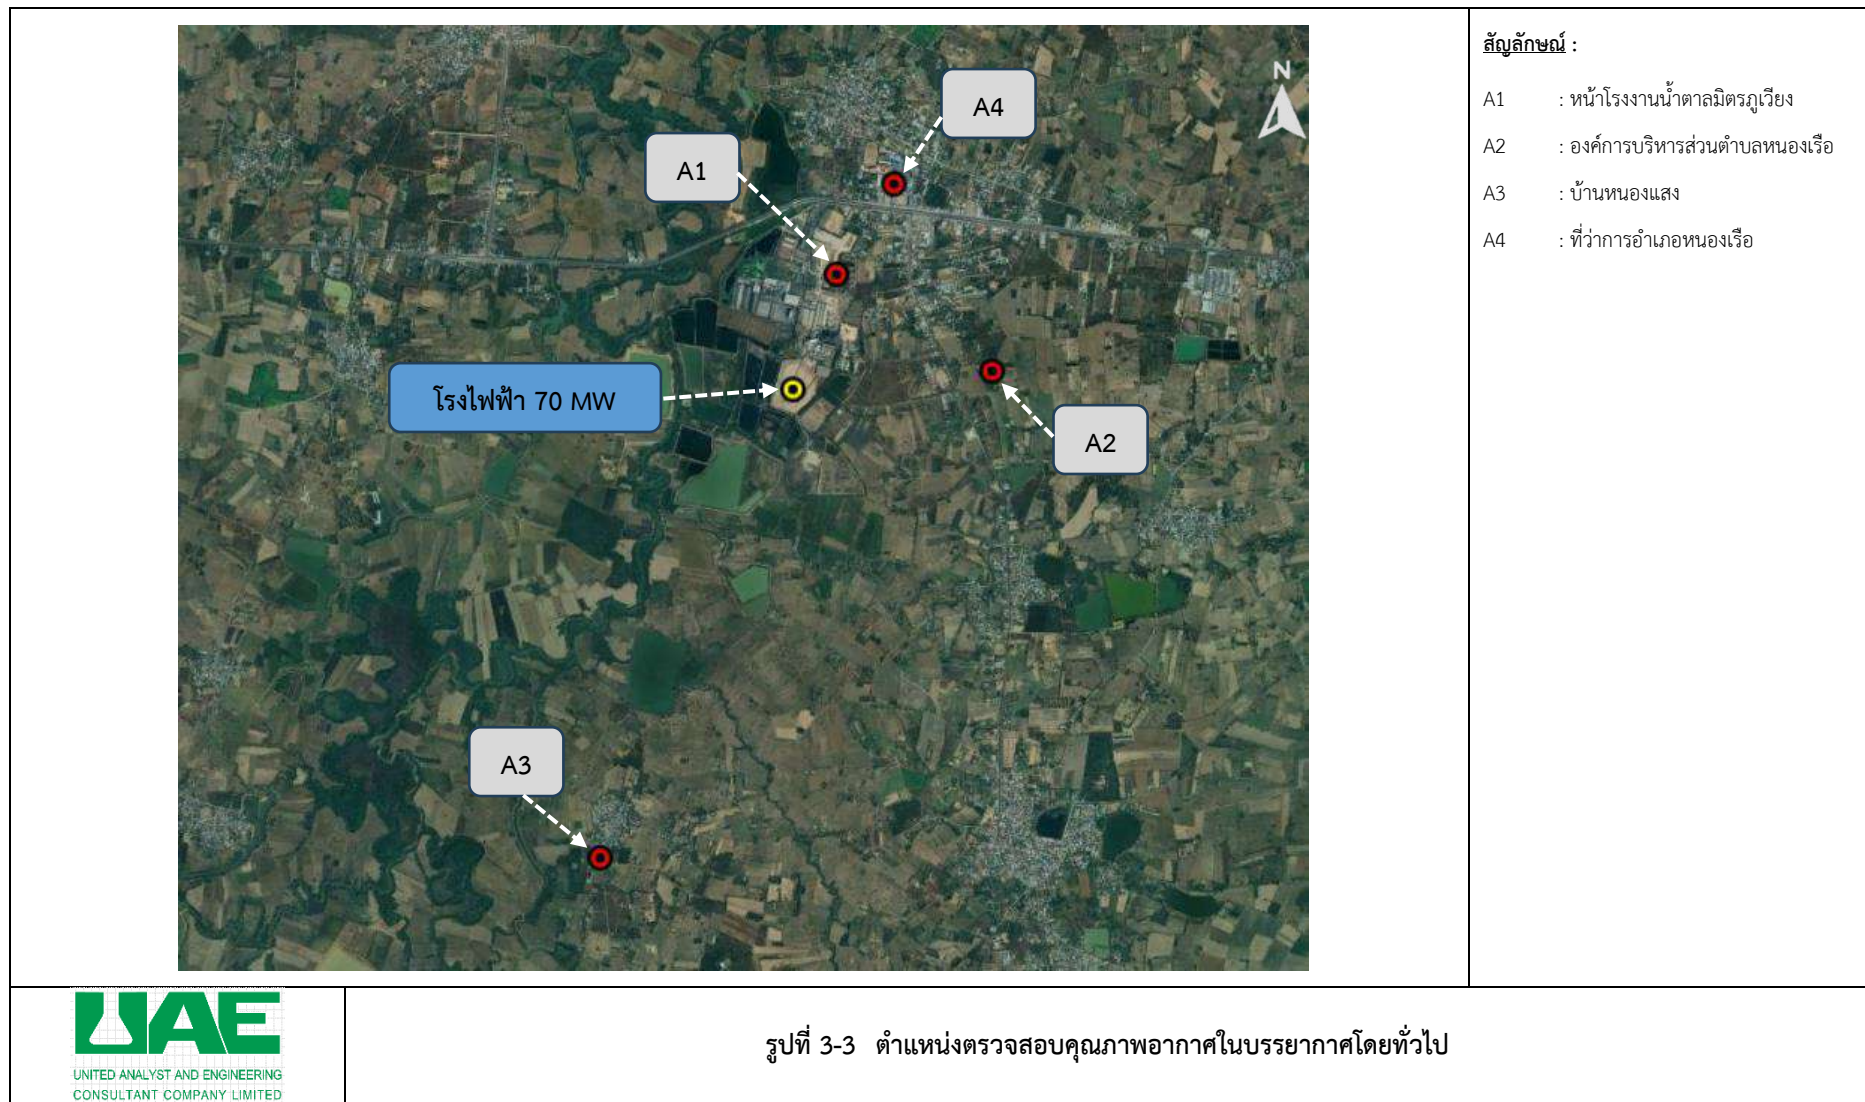 N
A4
A1
โรงไฟฟ้า 70 MW
A2
A3
สัญลักษณ์ :
A1 : หน้าโรงงานน้ำตาลมิตรภูเวียง
A2 : องค์การบริหารส่วนตำบลหนองเรือ
A3 : บ้านหนองแสง
A4 : ที่ว่าการอำเภอหนองเรือ
UAE
UNITED ANALYST AND ENGINEERING
CONSULTANT COMPANY LIMITED
รูปที่ 3-3 ตำแหน่งตรวจสอบคุณภาพอากาศในบรรยากาศโดยทั่วไป